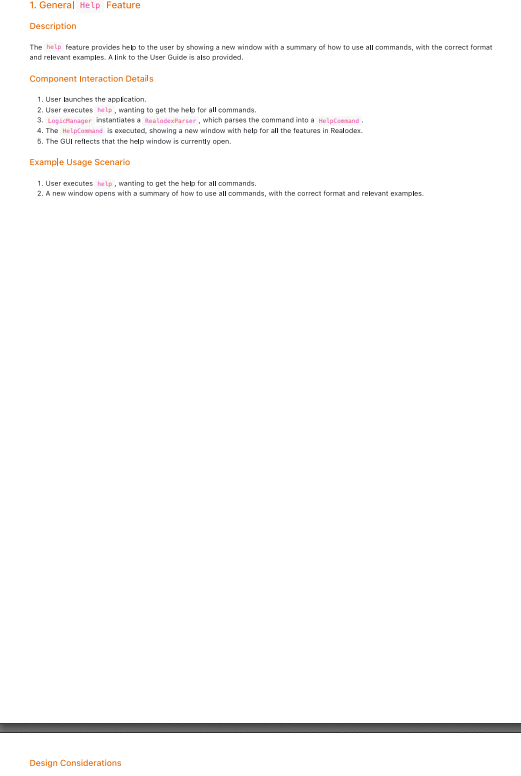 1. General Help Feature
Description
The help feature provides help to the user by showing a new window with a summary of how to use all commands, with the correct format
and relevant examples. A link to the User Guide is also provided.
Component Interaction Details
1. User launches the application.
2. User executes help , wanting to get the help for all commands.
3. LogicManager instantiates a RealodexParser , which parses the command into a HelpCommand .
4. The HelpCommand is executed, showing a new window with help for all the features in Realodex.
5. The GUI reflects that the help window is currently open.
Example Usage Scenario
1. User executes help , wanting to get the help for all commands.
2. A new window opens with a summary of how to use all commands, with the correct format and relevant examples.
Design Considerations